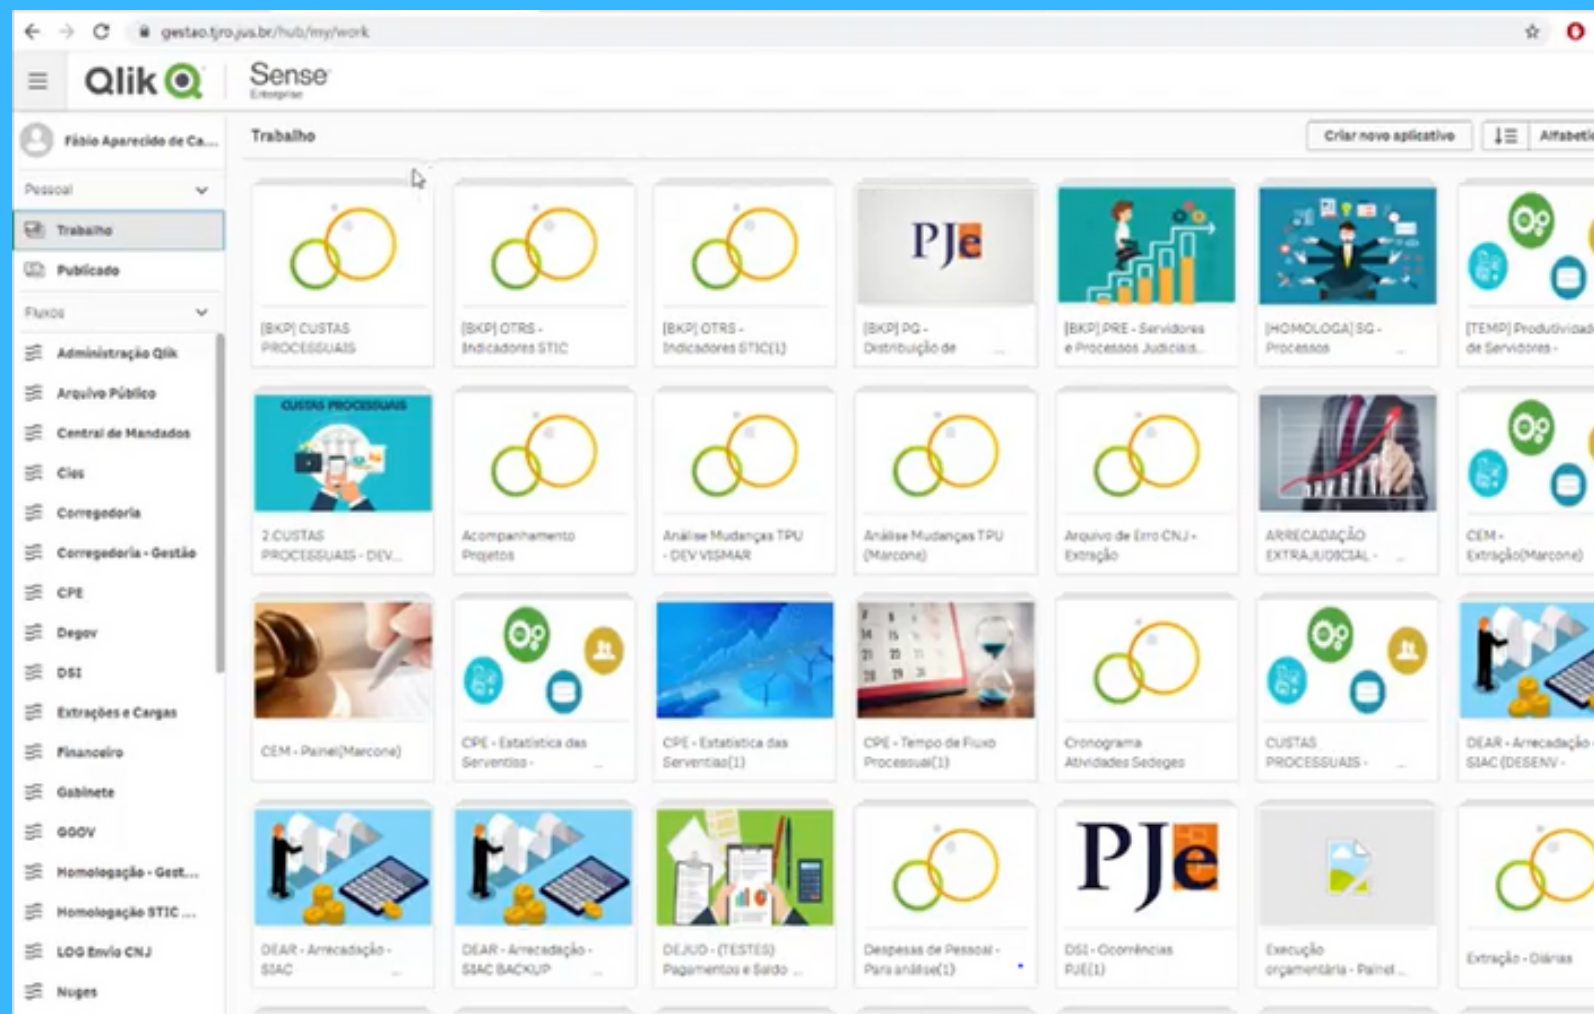 gestao.tjro.jus.br/hub/my/work
Qlik
Sense
Enterprise
Fábio Aparecido de Ca...
Trabalho
Criar novo aplicativo
Pessoal
Trabalho
Publicado
Fluxos
Administração Qlik
Arquivo Público
Central de Mandados
Corregedoria
Corregedoria - Gestão
CPE
Degov
DSI
Extrações e Cargas
Financeiro
Gabinete
GGOV
Homologação - Gest...
Homologação STIC ...
LOG Envio CNJ
Nuges
[BKP] CUSTAS
PROCESSUAIS
[BKP] OTRS -
Indicadores STIC
[BKP] OTRS -
Indicadores STIC(1)
PJe
[BKP] PG -
Distribuição de ...
[BKP] PRE - Servidores
e Processos Judiciais...
[HOMOLOGA] SG -
Processos ...
[TEMP] Produtividad
de Servidores -
CUSTAS PROCESSUAIS
2.CUSTAS
PROCESSUAIS - DEV...
Acompanhamento
Projetos
Análise Mudanças TPU
- DEV VISMAR
Análise Mudanças TPU
(Marcone)
Arquivo de Erro CNJ -
Extração
ARRECADAÇÃO
EXTRAJUDICIAL - ...
CEM -
Extração(Marcone)
CEM - Painel(Marcone)
CPE - Estatística das
Serventias - ...
CPE - Estatística das
Serventias(1)
CPE - Tempo de Fluxo
Processual(1)
Cronograma
Atividades Sedeges
CUSTAS
PROCESSUAIS - ...
DEAR - Arrecadação -
SIAC (DESENV -
DEAR - Arrecadação -
SIAC ...
DEAR - Arrecadação -
SIAC BACKUP ...
DEJUD - (TESTES)
Pagamentos e Saldo ...
Despesas de Pessoal -
Para análise(1)
PJe
DSI - Ocorrências
PJE(1)
Execução
orçamentária - Painel ...
Extração - Diárias